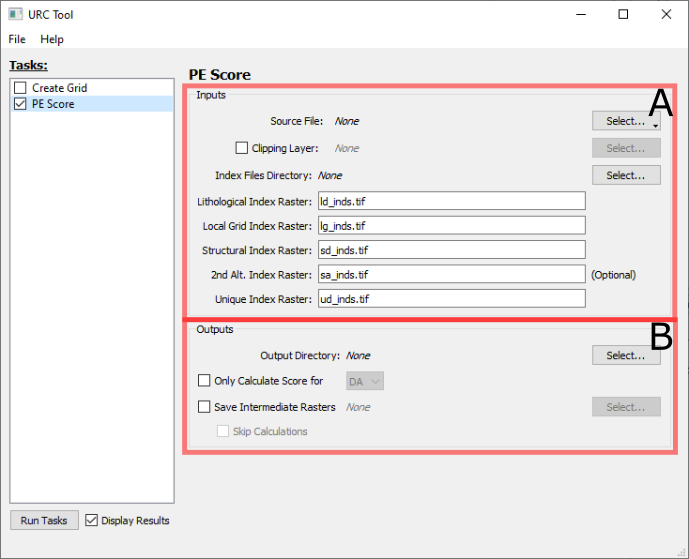 URC Tool
File Help
Tasks:
Create Grid
PE Score
PE Score
Inputs
A
Source File: None Select...
Clipping Layer: None Select...
Index Files Directory: None Select...
Lithological Index Raster: ld_inds.tif
Local Grid Index Raster: lg_inds.tif
Structural Index Raster: sd_inds.tif
2nd Alt. Index Raster: sa_inds.tif (Optional)
Unique Index Raster: ud_inds.tif
Outputs
B
Output Directory: None Select...
Only Calculate Score for DA
Save Intermediate Rasters None Select...
Skip Calculations
Run Tasks Display Results